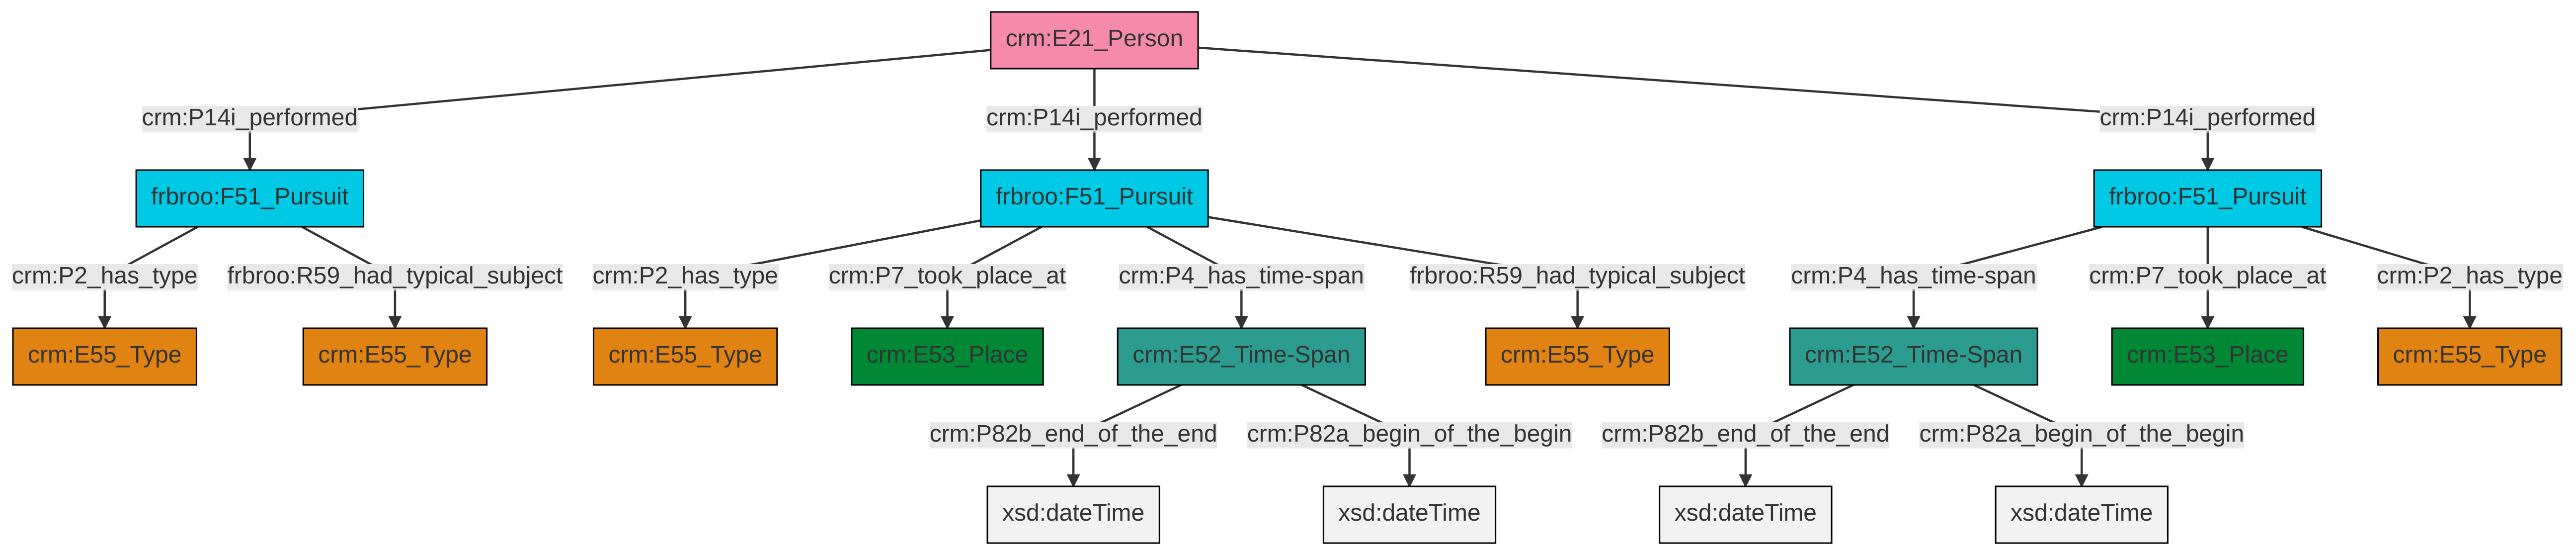 crm:E21_Person
crm:P14i_performed
crm:P14i_performed
crm:P14i_performed
frbroo:F51_Pursuit
frbroo:F51_Pursuit
frbroo:F51_Pursuit
crm:P2_has_type
frbroo:R59_had_typical_subject
crm:P2_has_type
crm:P7_took_place_at
crm:P4_has_time-span
frbroo:R59_had_typical_subject
crm:P4_has_time-span
crm:P7_took_place_at
crm:P2_has_type
crm:E55_Type
crm:E55_Type
crm:E55_Type
crm:E53_Place
crm:E52_Time-Span
crm:E55_Type
crm:E52_Time-Span
crm:E53_Place
crm:E55_Type
crm:P82b_end_of_the_end
crm:P82a_begin_of_the_begin
crm:P82b_end_of_the_end
crm:P82a_begin_of_the_begin
xsd:dateTime
xsd:dateTime
xsd:dateTime
xsd:dateTime